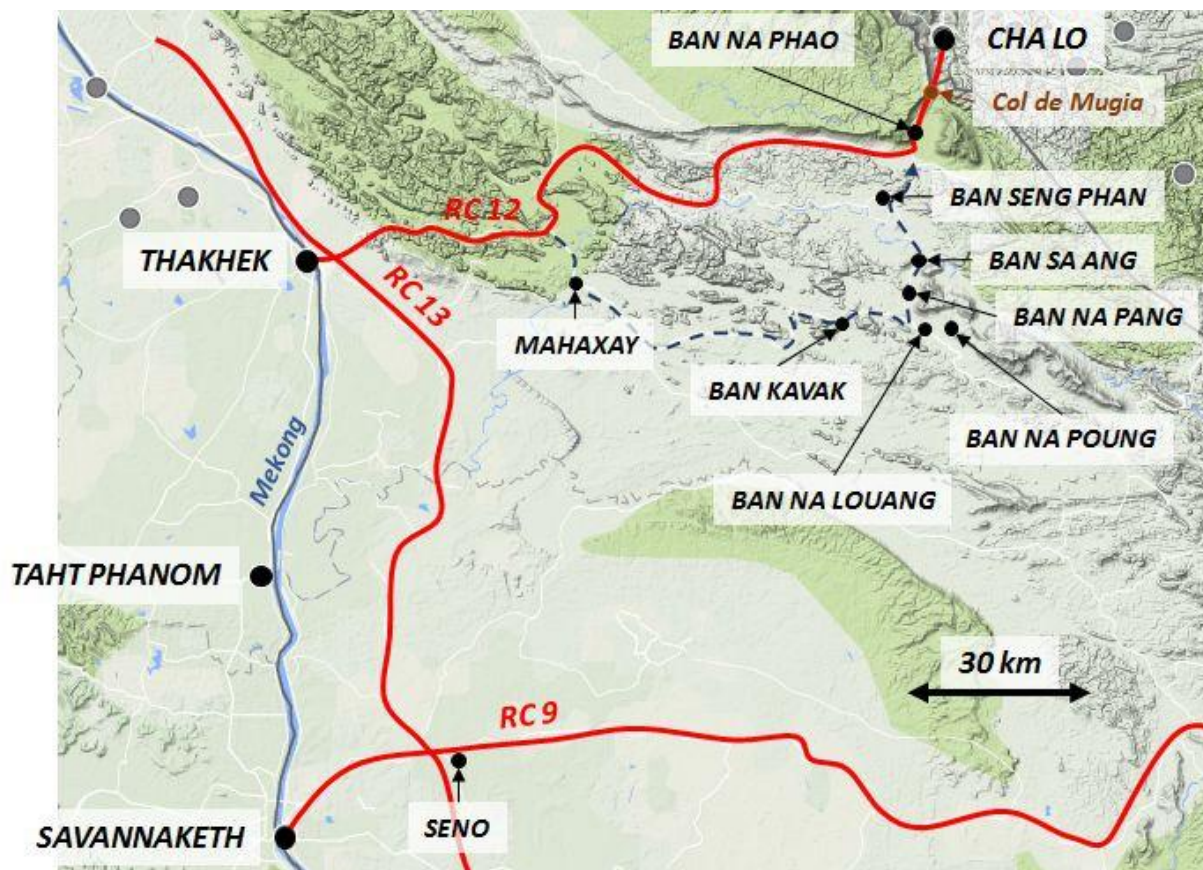 BAN NA PHAO
CHA LO
Col de Mugia
BAN SENG PHAN
RC 12
THAKHEK
BAN SA ANG
RC 13
BAN NA PANG
MAHAXAY
BAN KAVAK
BAN NA POUNG
Mekong
BAN NA LOUANG
TAHT PHANOM
30 km
RC 9
SENO
SAVANNAKETH